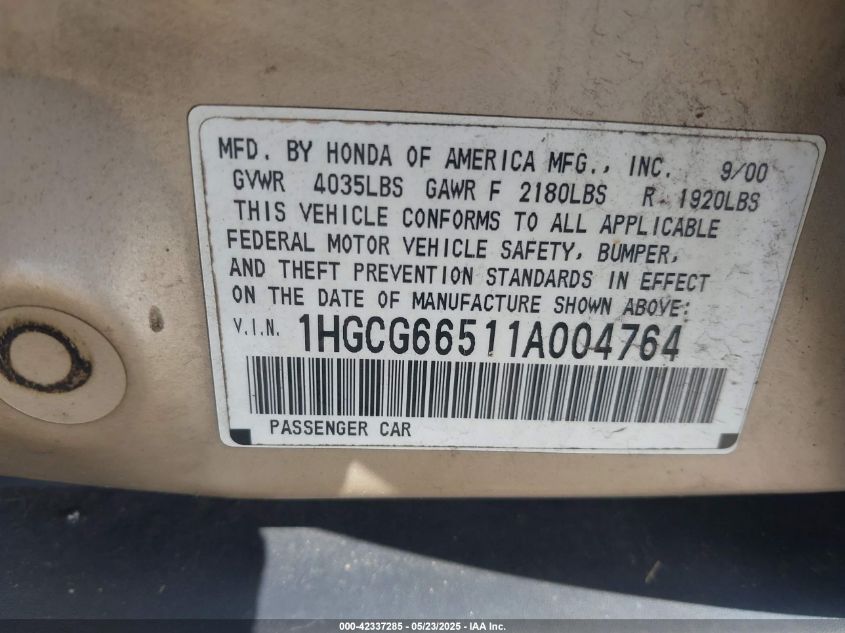 MFD. BY HONDA OF AMERICA MFG., INC. 9/00
GVWR 4035LBS GAWR F 2180LBS R 1920LBS
THIS VEHICLE CONFORMS TO ALL APPLICABLE
FEDERAL MOTOR VEHICLE SAFETY, BUMPER,
AND THEFT PREVENTION STANDARDS IN EFFECT
ON THE DATE OF MANUFACTURE SHOWN ABOVE:
V.I.N. 1HGCG66511A004764
PASSENGER CAR
000-42337285 - 05/23/2025 - IAA Inc.